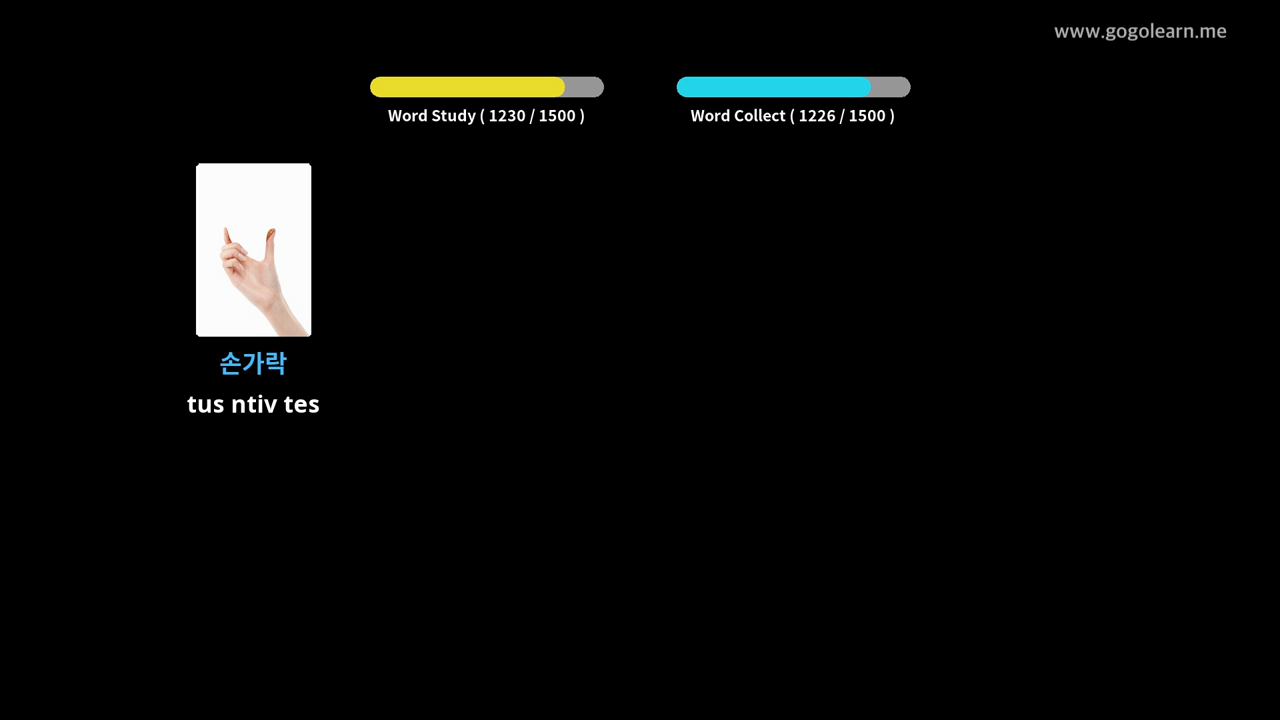 www.gogolearn.me
Word Study ( 1230 / 1500 )
Word Collect ( 1226 / 1500 )
손가락
tus ntiv tes